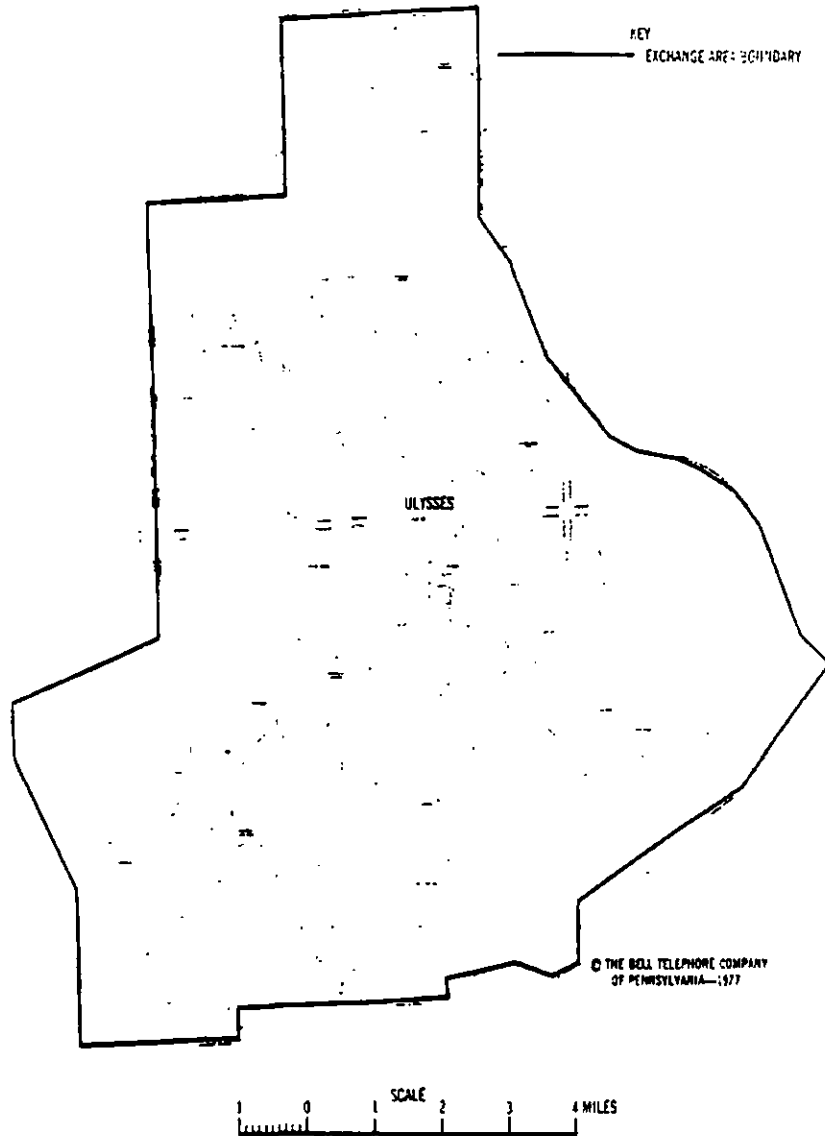 KEY
EXCHANGE AREA BOUNDARY
ULYSSES
© THE BELL TELEPHONE COMPANY
OF PENNSYLVANIA—1977
SCALE
1 0 1 2 3 4 MILES